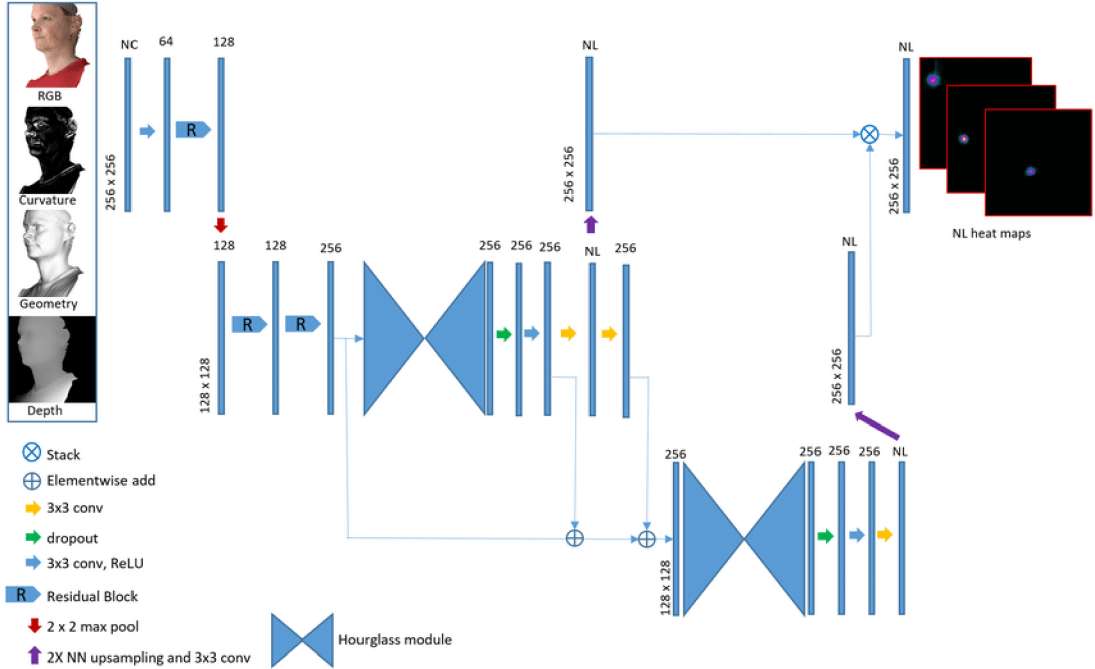 RGB
Curvature
Geometry
Depth
NC
64
128
R
256 x 256
128
128
256
R
R
128 x 128
256
256
256
NL
256
NL
256 x 256
NL
256 x 256
NL
256 x 256
NL heat maps
256
128 x 128
256
256
256
NL
Stack
Elementwise add
3x3 conv
dropout
3x3 conv, ReLU
R
Residual Block
2 x 2 max pool
2X NN upsampling and 3x3 conv
Hourglass module